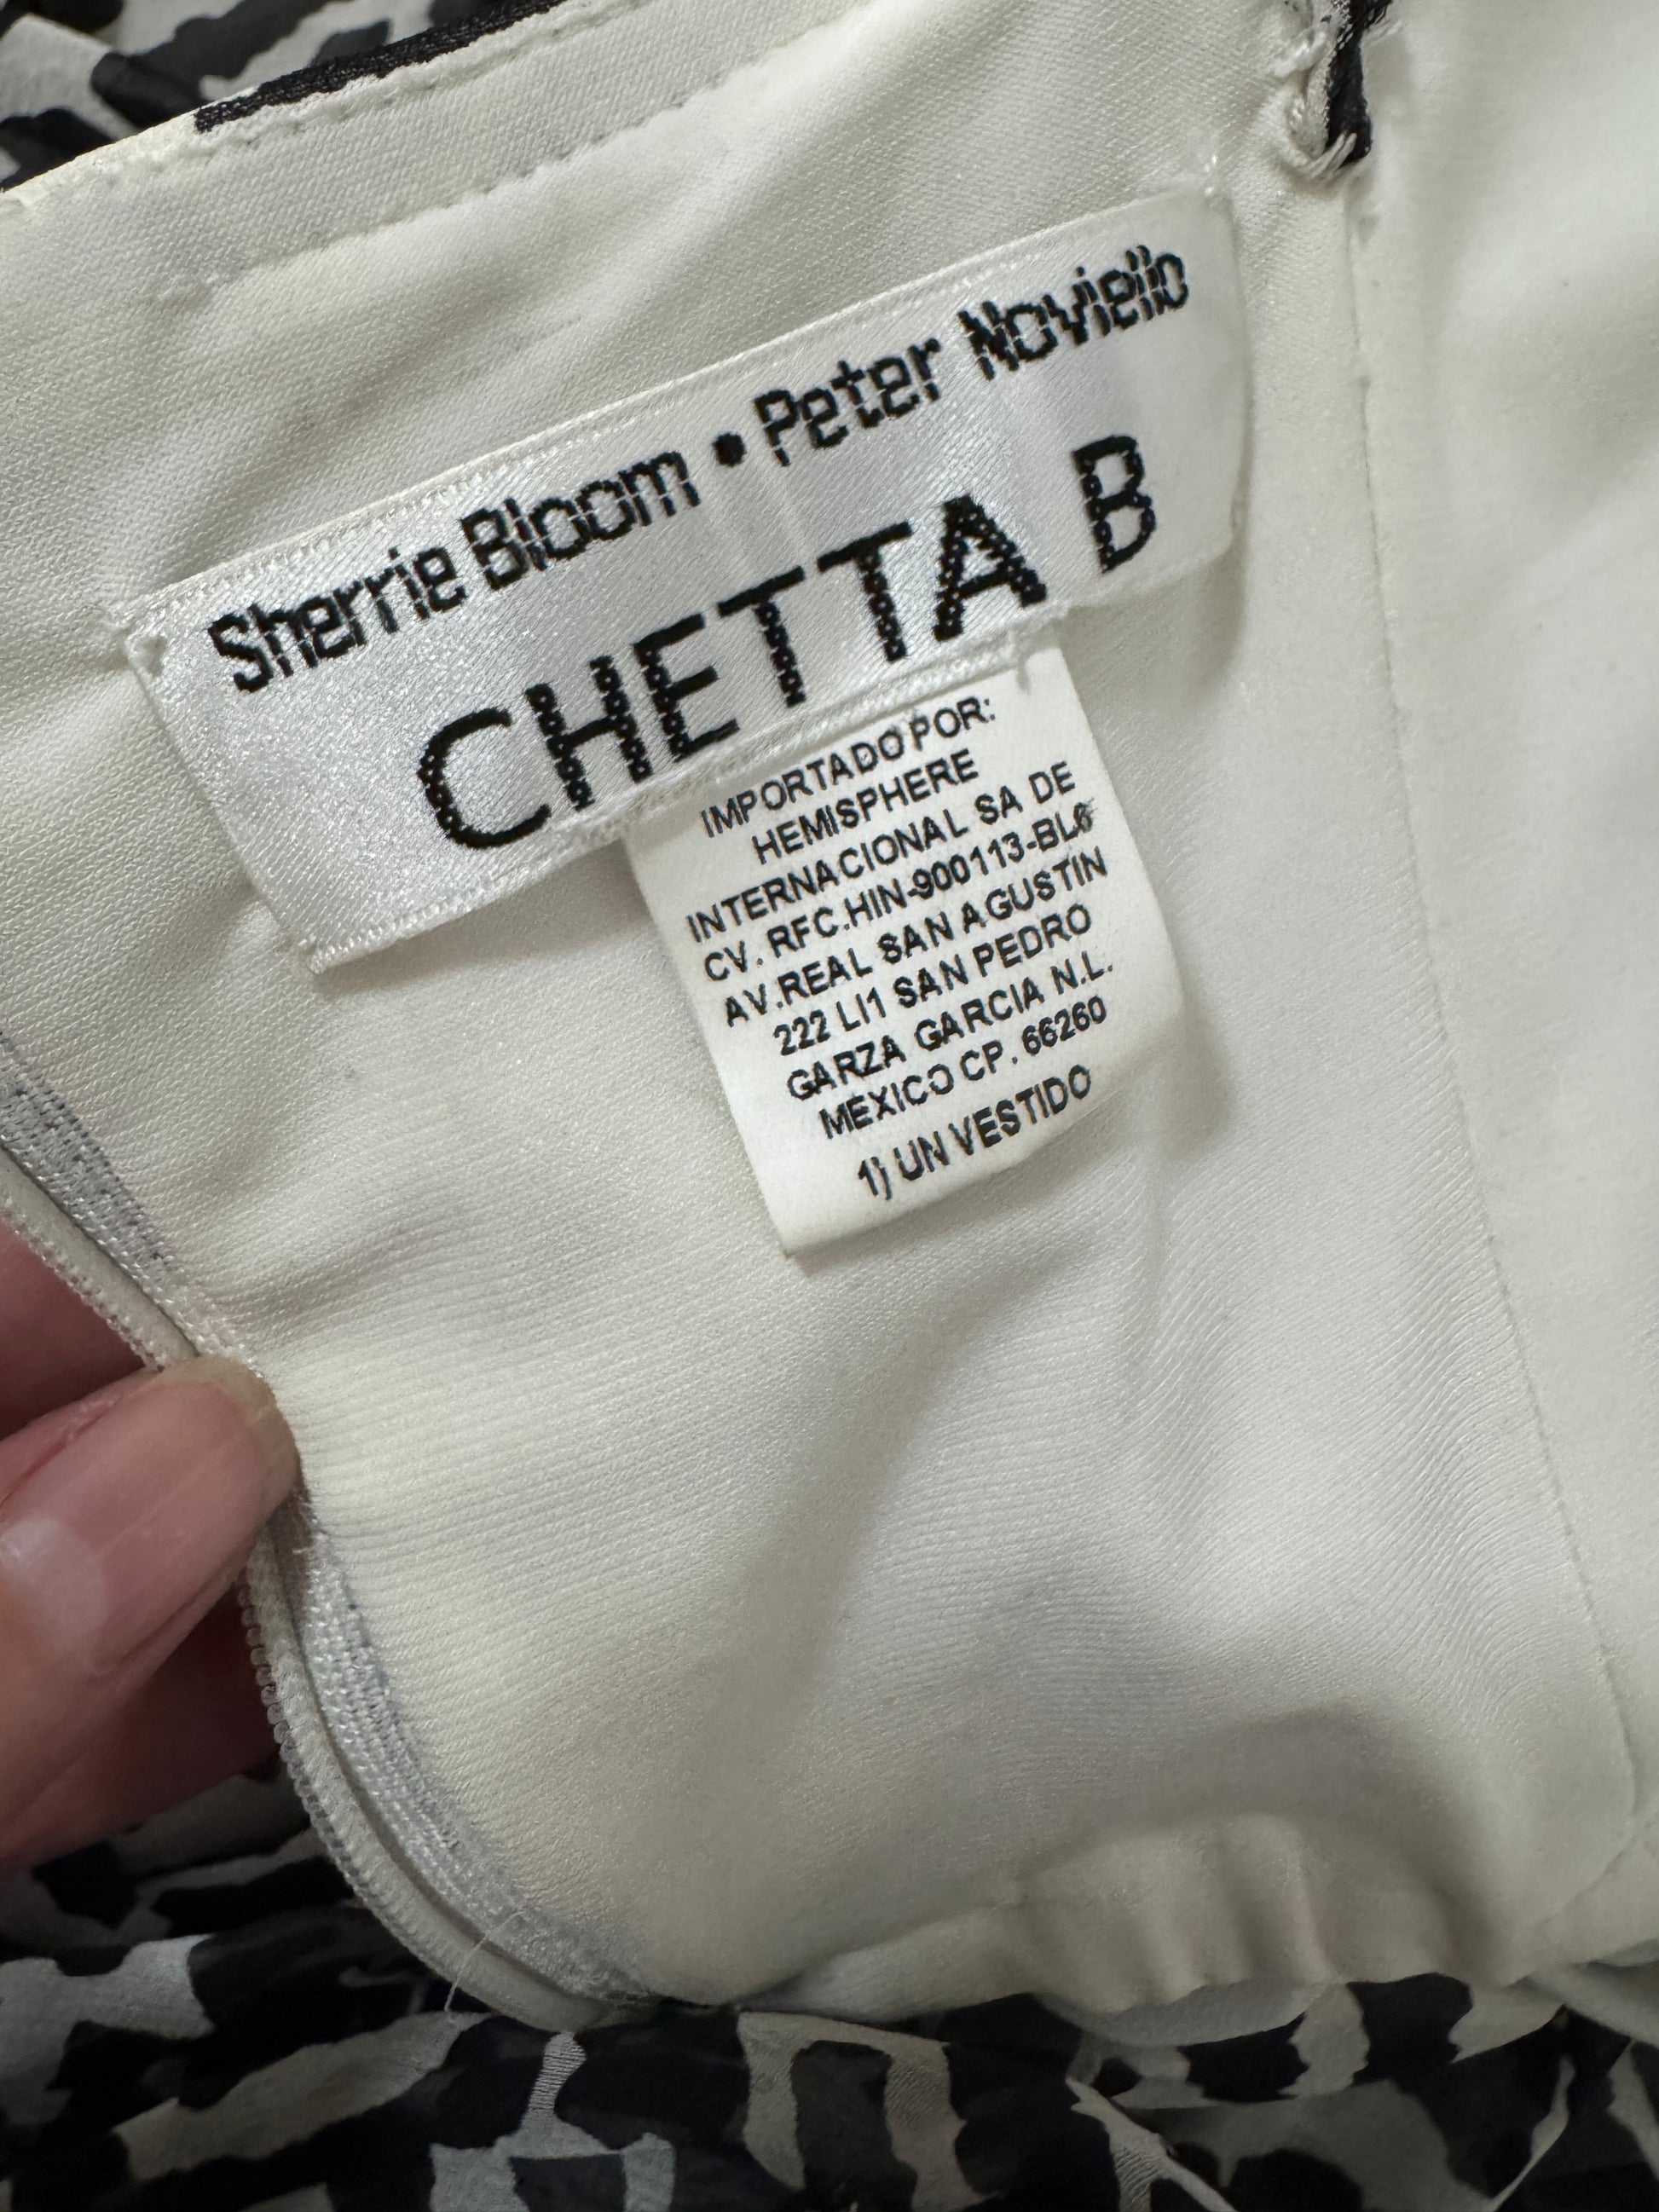 Sherrie Bloom • Peter Noviello
CHETTA B
IMPORTADO POR:
HEMISPHERE
INTERNACIONAL SA DE
CV. RFC.HIN-900113-BL6
AV.REAL SAN AGUSTIN
222 LI1 SAN PEDRO
GARZA GARCIA N.L.
MEXICO CP. 66260
1) UN VESTIDO